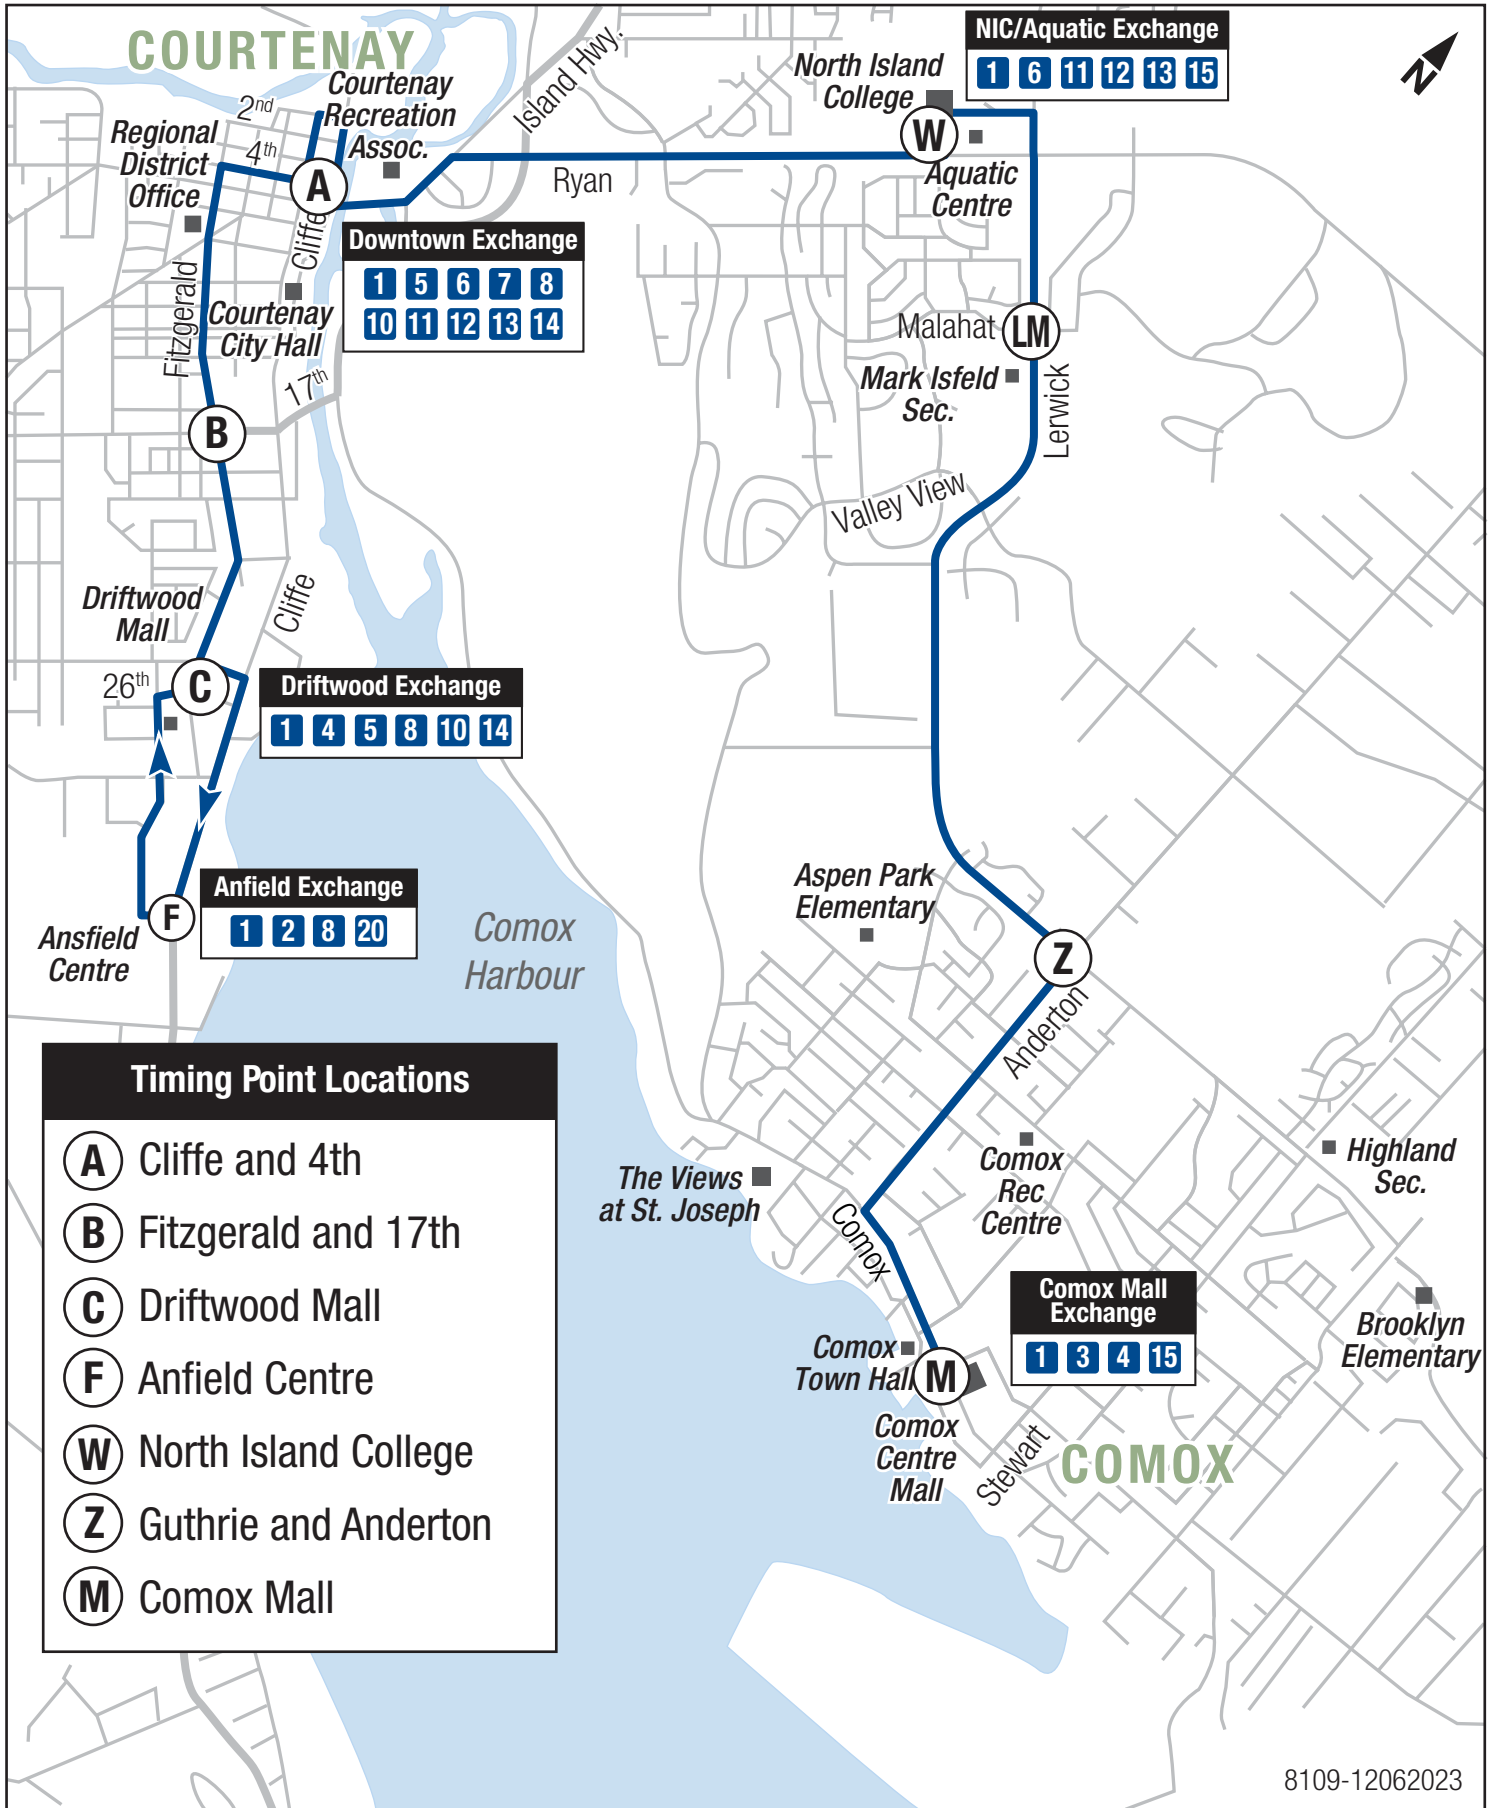 COURTENAY
NIC/Aquatic Exchange
1 6 11 12 13 15
N
Island Hwy.
North Island
College
W
Aquatic
Centre
Courtenay
Recreation
Assoc.
2nd
4th
Regional
District
Office
A
Ryan
Cliffe
Downtown Exchange
1 5 6 7 8
10 11 12 13 14
Fitzgerald
Courtenay
City Hall
17th
B
Malahat
LM
Mark Isfeld
Sec.
Lerwick
Valley View
Cliffe
Driftwood
Mall
26th
C
Driftwood Exchange
1 4 5 8 10 14
Anfield Exchange
1 2 8 20
F
Ansfield
Centre
Comox
Harbour
Aspen Park
Elementary
Z
Anderton
Timing Point Locations
A Cliffe and 4th
B Fitzgerald and 17th
C Driftwood Mall
F Anfield Centre
W North Island College
Z Guthrie and Anderton
M Comox Mall
The Views
at St. Joseph
Comox
Comox
Rec
Centre
Highland
Sec.
Comox Mall
Exchange
1 3 4 15
Brooklyn
Elementary
Comox
Town Hall
M
Comox
Centre
Mall
Stewart
COMOX
8109-12062023